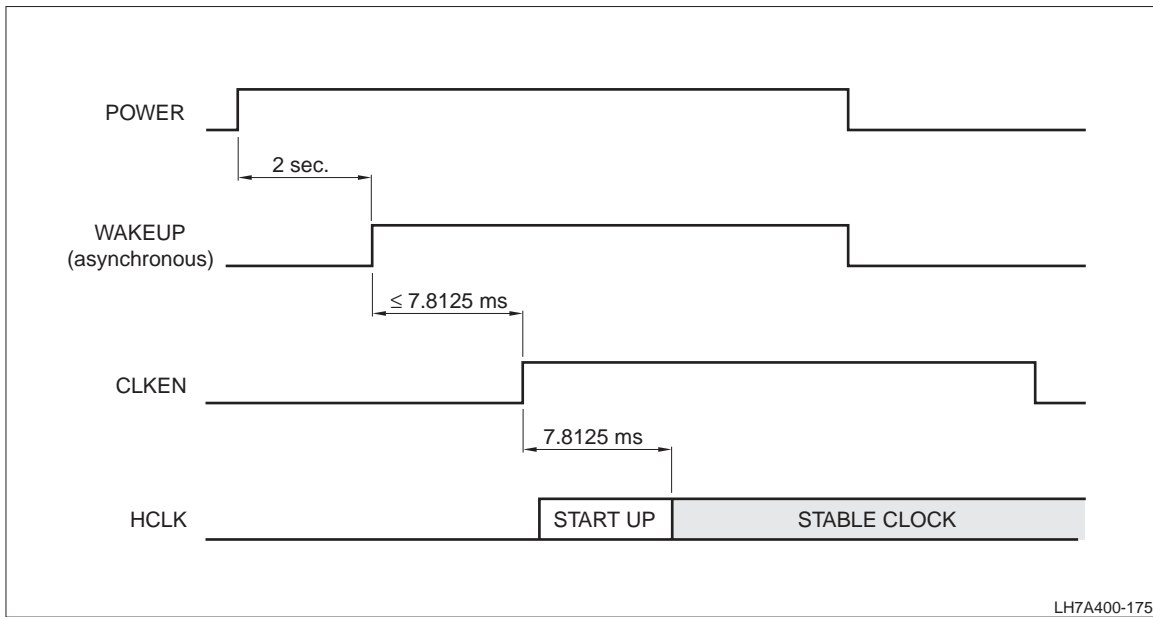 POWER
2 sec.
WAKEUP
(asynchronous)
≤ 7.8125 ms
CLKEN
7.8125 ms
HCLK
START UP
STABLE CLOCK
LH7A400-175